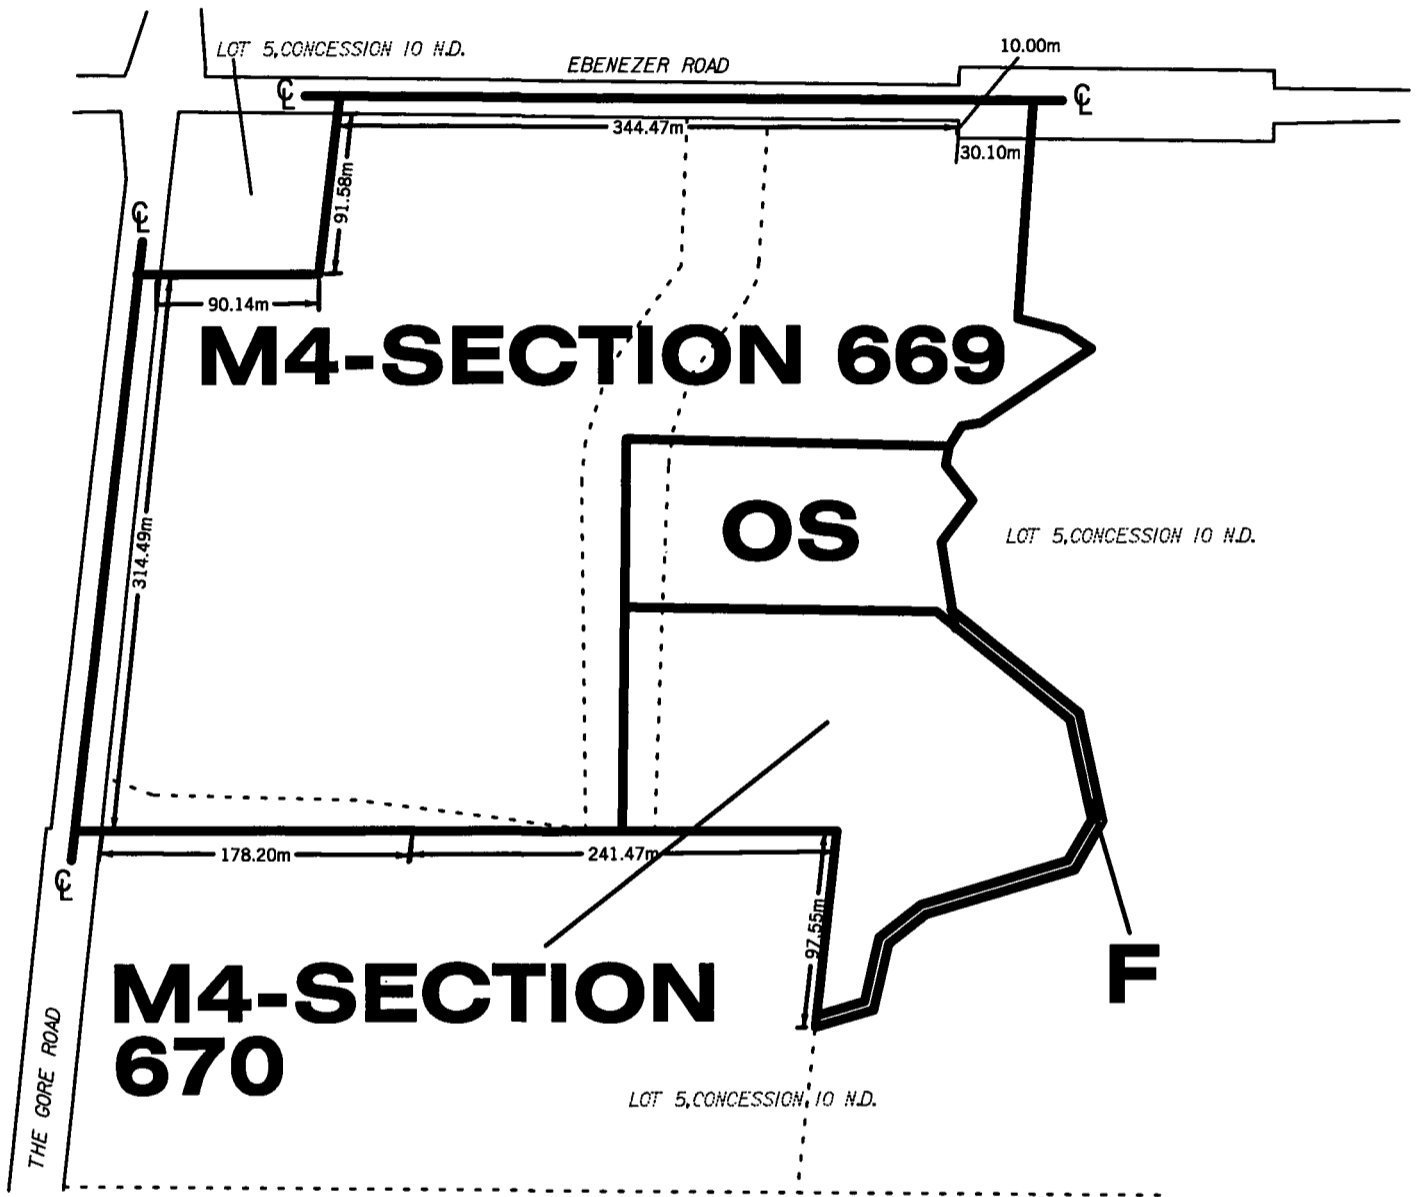 LOT 5, CONCESSION 10 N.D.
EBENEZER ROAD
10.00m
℄
℄
344.47m
30.10m
91.58m
℄
90.14m
M4-SECTION 669
OS
LOT 5, CONCESSION 10 N.D.
314.49m
178.20m
241.47m
℄
97.55m
F
M4-SECTION
670
THE GORE ROAD
LOT 5, CONCESSION 10 N.D.